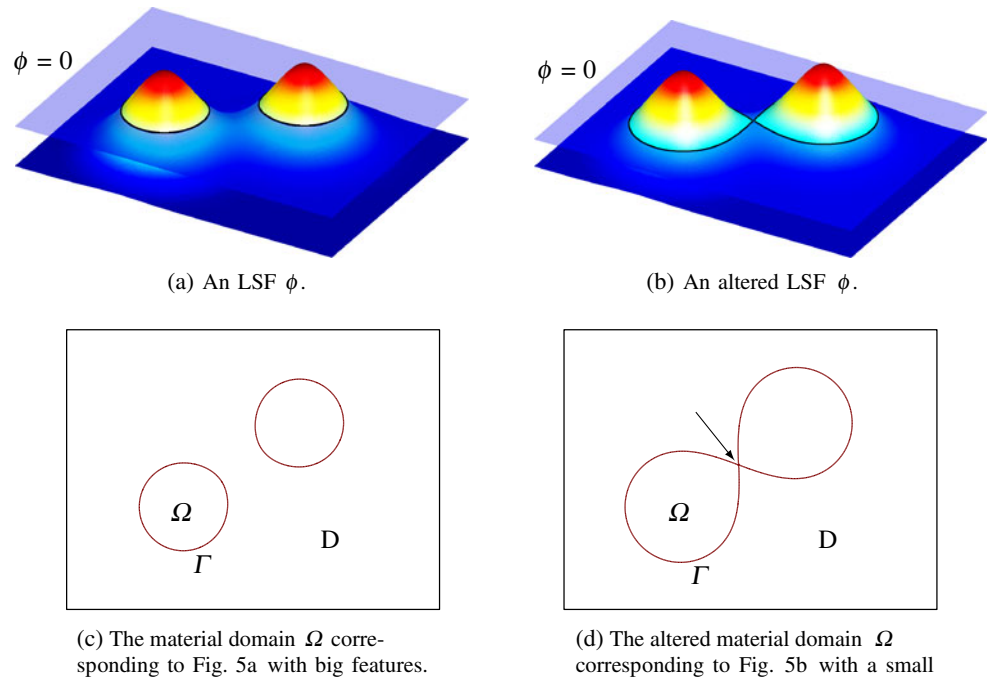 ϕ = 0
ϕ = 0
(a) An LSF ϕ.
(b) An altered LSF ϕ.
Ω
Γ
D
Ω
Γ
D
(c) The material domain Ω corre-
sponding to Fig. 5a with big features.
(d) The altered material domain Ω
corresponding to Fig. 5b with a small